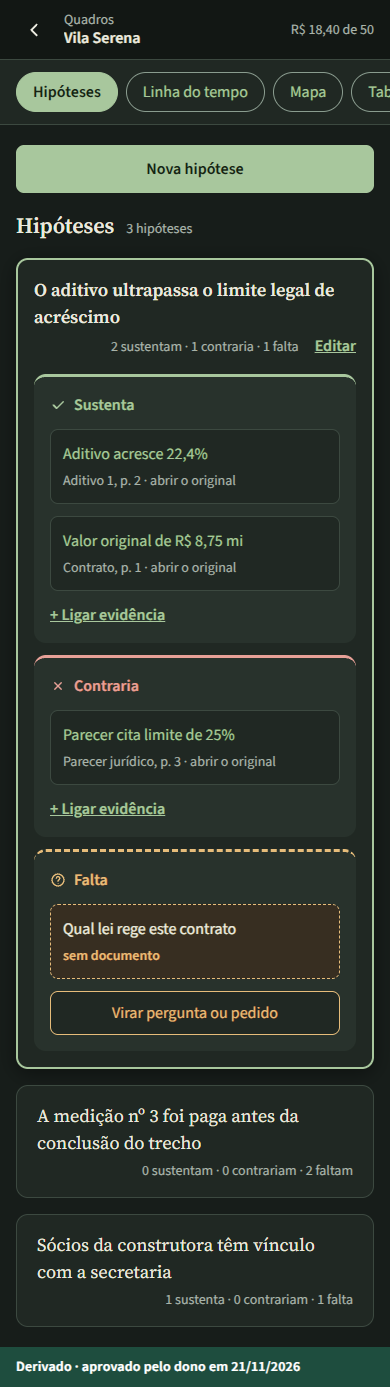 Quadros
Vila Serena
R$ 18,40 de 50
Hipóteses
Linha do tempo
Mapa
Tab
Nova hipótese
Hipóteses
3 hipóteses
O aditivo ultrapassa o limite legal de
acréscimo
2 sustentam · 1 contraria · 1 falta
Editar
Sustenta
Aditivo acresce 22,4%
Aditivo 1, p. 2 · abrir o original
Valor original de R$ 8,75 mi
Contrato, p. 1 · abrir o original
+ Ligar evidência
Contraria
Parecer cita limite de 25%
Parecer jurídico, p. 3 · abrir o original
+ Ligar evidência
Falta
Qual lei rege este contrato
sem documento
Virar pergunta ou pedido
A medição nº 3 foi paga antes da
conclusão do trecho
0 sustentam · 0 contrariam · 2 faltam
Sócios da construtora têm vínculo
com a secretaria
1 sustenta · 0 contrariam · 1 falta
Derivado · aprovado pelo dono em 21/11/2026